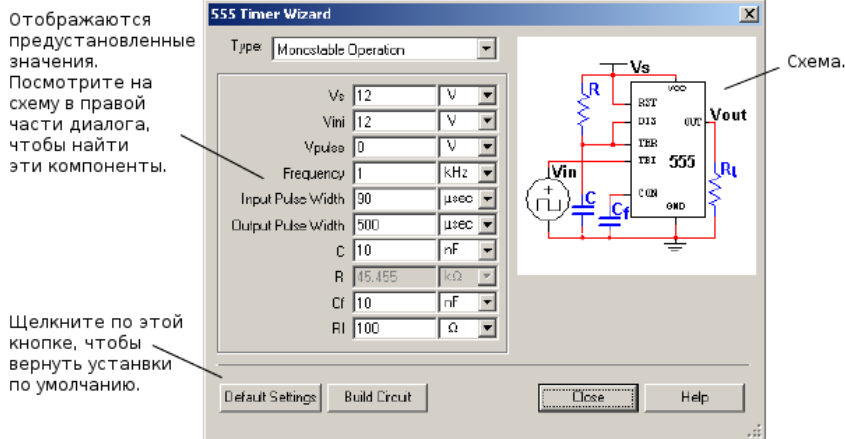 Отображаются
предустановленные
значения.
Посмотрите на
схему в правой
части диалога,
чтобы найти
эти компоненты.
Щелкните по этой
кнопке, чтобы
вернуть уставки
по умолчанию.
555 Timer Wizard
Type: Monostable Operation
Vs 12 V
Vini 12 V
Vpulse 0 V
Frequency 1 kHz
Input Pulse Width 90 µsec
Output Pulse Width 500 µsec
C 10 nF
R 45.455 kΩ
Cf 10 nF
Rl 100 Ω
Default Settings
Build Circuit
Close
Help
Vs
R
VCC
RST
DIS
OUT
Vout
THR
TRI
555
Rl
Vin
C
CON
Cf
GND
Схема.